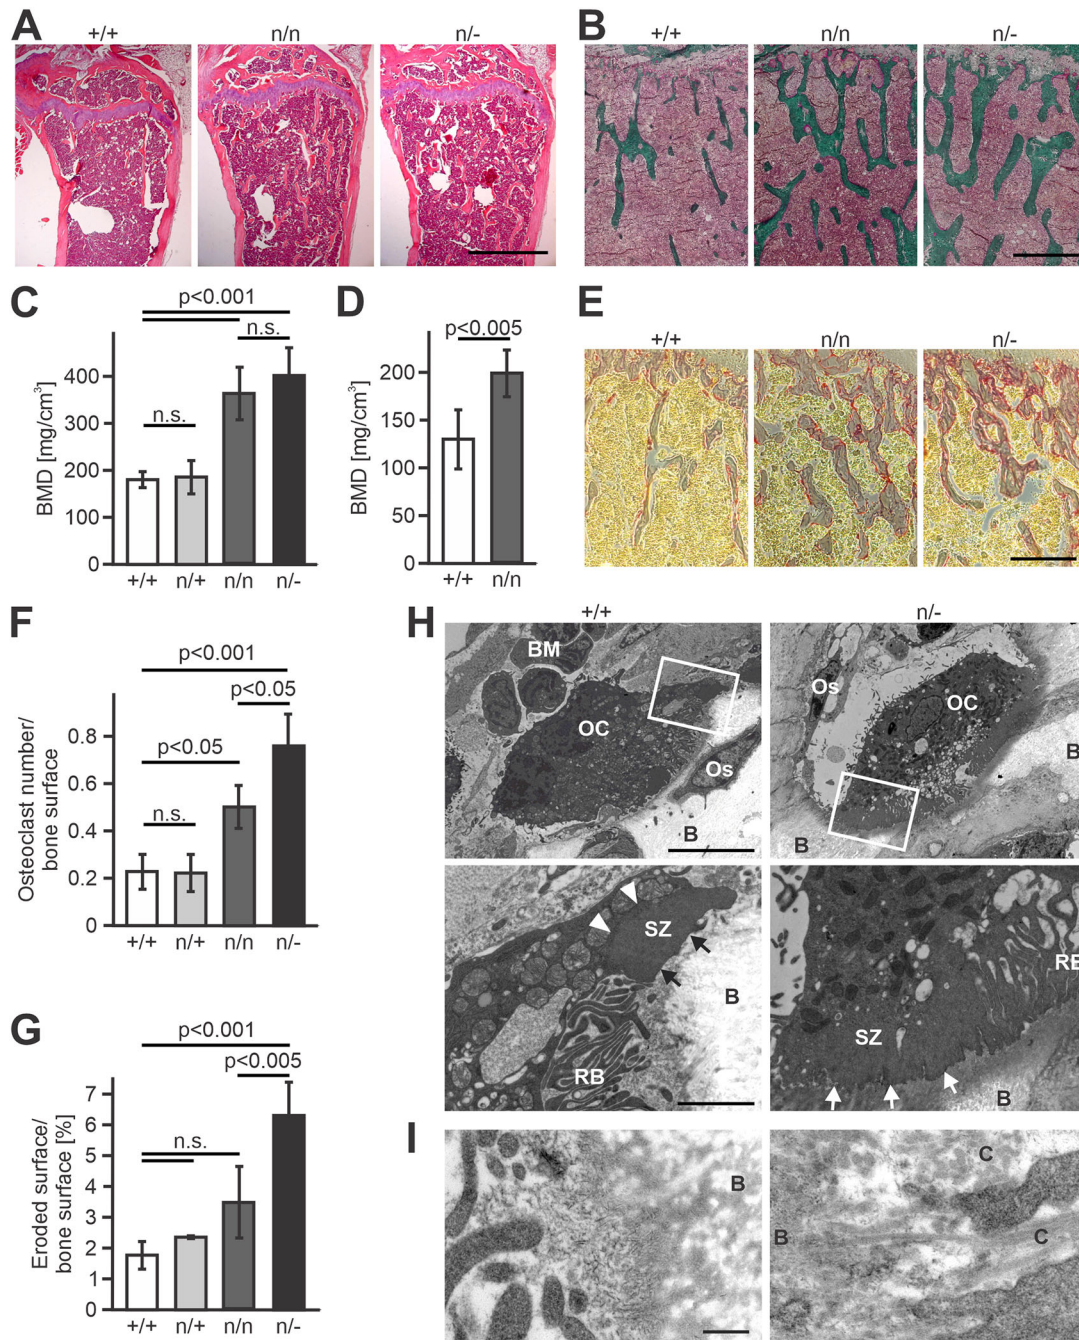 A
+/+
n/n
n/-
B
+/+
n/n
n/-
C
p<0.001
n.s.
n.s.
BMD [mg/cm³]
400
300
200
100
0
+/+ n/+ n/n n/-
D
p<0.005
BMD [mg/cm³]
200
150
100
50
0
+/+ n/n
E
+/+
n/n
n/-
F
p<0.001
p<0.05
p<0.05
n.s.
Osteoclast number/
bone surface
0.8
0.6
0.4
0.2
0
+/+ n/+ n/n n/-
G
p<0.001
p<0.005
n.s.
Eroded surface/
bone surface [%]
7
6
5
4
3
2
1
0
+/+ n/+ n/n n/-
H
+/+
n/-
BM
OC
Os
B
Os
OC
B
B
SZ
B
RB
RB
SZ
B
I
B
C
B
C